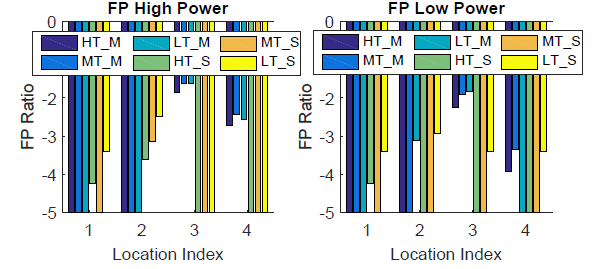 FP High Power
0
HT_M LT_M MT_S
MT_M HT_S LT_S
-2
-3
-4
-5
FP Ratio
1 2 3 4
Location Index
FP Low Power
0
HT_M LT_M MT_S
MT_M HT_S LT_S
-2
-3
-4
-5
FP Ratio
1 2 3 4
Location Index